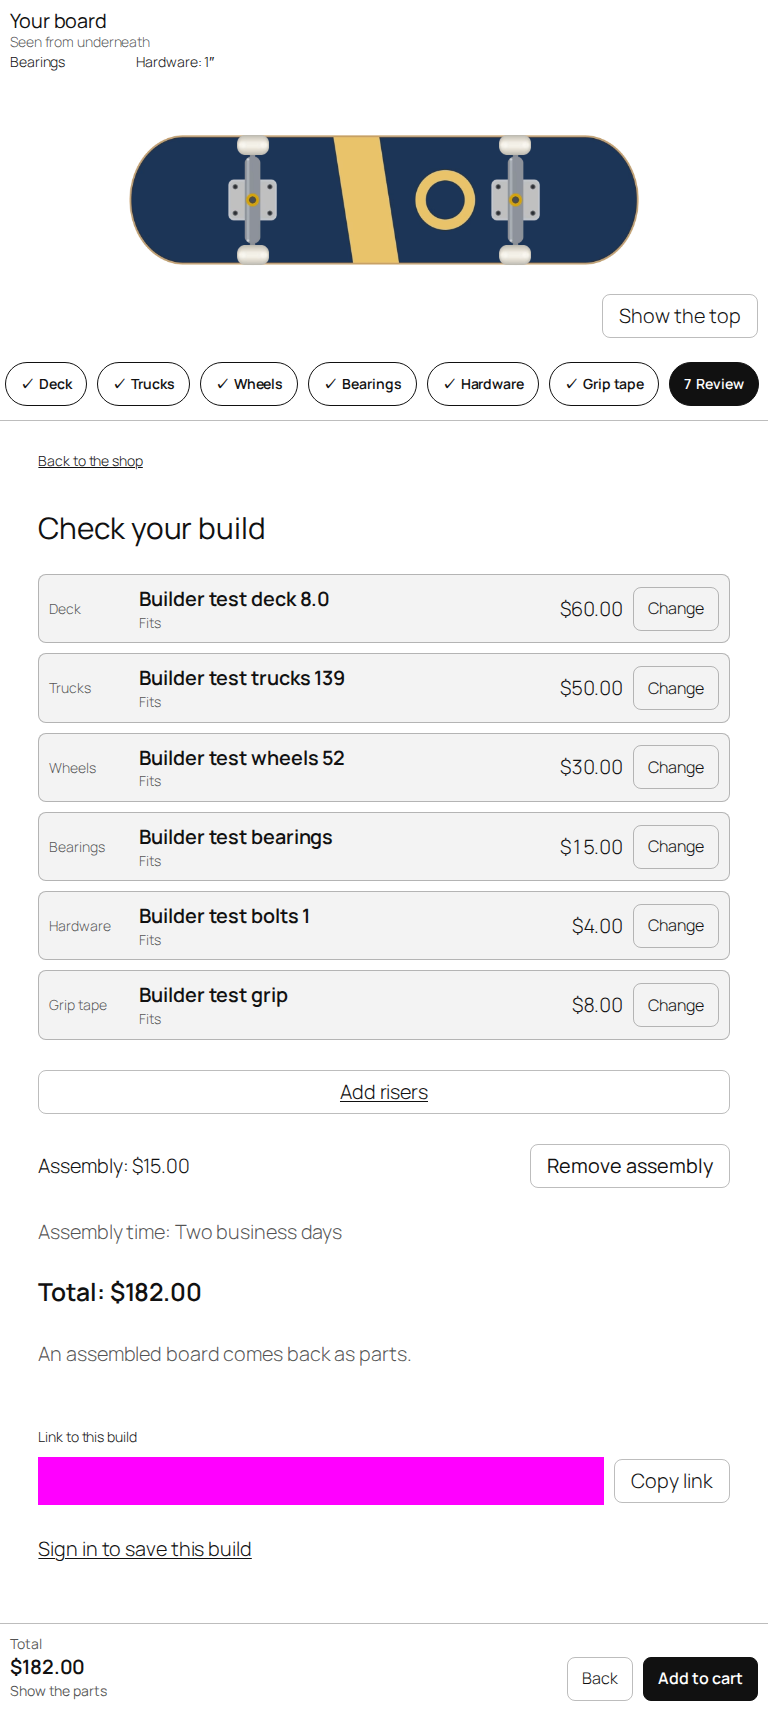 Your board
Seen from underneath
Bearings Hardware: 1″
Show the top
✓ Deck ✓ Trucks ✓ Wheels ✓ Bearings ✓ Hardware ✓ Grip tape 7 Review
Back to the shop
Check your build
Deck Builder test deck 8.0 $60.00 Change
Fits
Trucks Builder test trucks 139 $50.00 Change
Fits
Wheels Builder test wheels 52 $30.00 Change
Fits
Bearings Builder test bearings $15.00 Change
Fits
Hardware Builder test bolts 1 $4.00 Change
Fits
Grip tape Builder test grip $8.00 Change
Fits
Add risers
Assembly: $15.00 Remove assembly
Assembly time: Two business days
Total: $182.00
An assembled board comes back as parts.
Link to this build
Copy link
Sign in to save this build
Total
$182.00
Show the parts
Back Add to cart